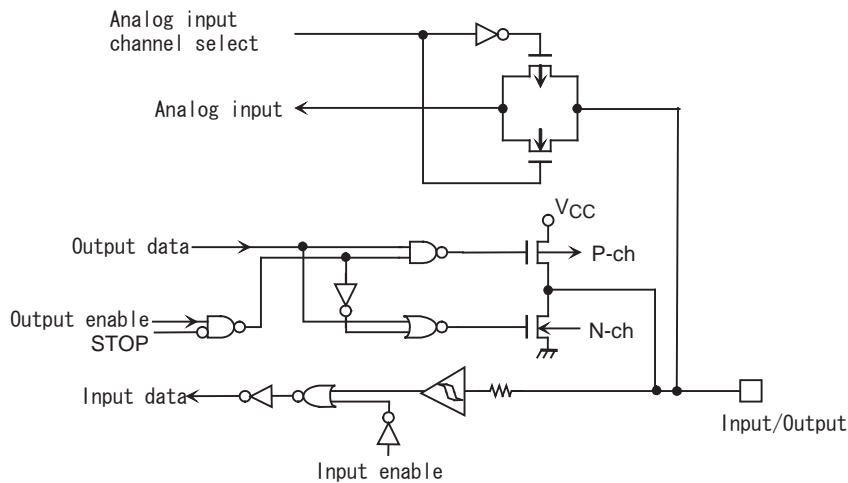 Analog input
channel select
Analog input
VCC
Output data
P-ch
Output enable
STOP
N-ch
Input data
Input/Output
Input enable